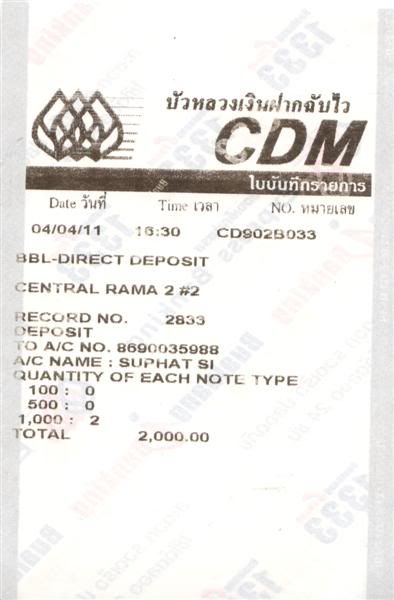 บัวหลวงเงินฝากฉับไว
CDM
ใบบันทึกรายการ
Date วันที่ Time เวลา NO. หมายเลข
04/04/11 16:30 CD902B033
BBL-DIRECT DEPOSIT
CENTRAL RAMA 2 #2
RECORD NO. 2833
DEPOSIT
TO A/C NO. 8690035988
A/C NAME : SUPHAT SI
QUANTITY OF EACH NOTE TYPE
100 : 0
500 : 0
1,000 : 2
TOTAL 2,000.00